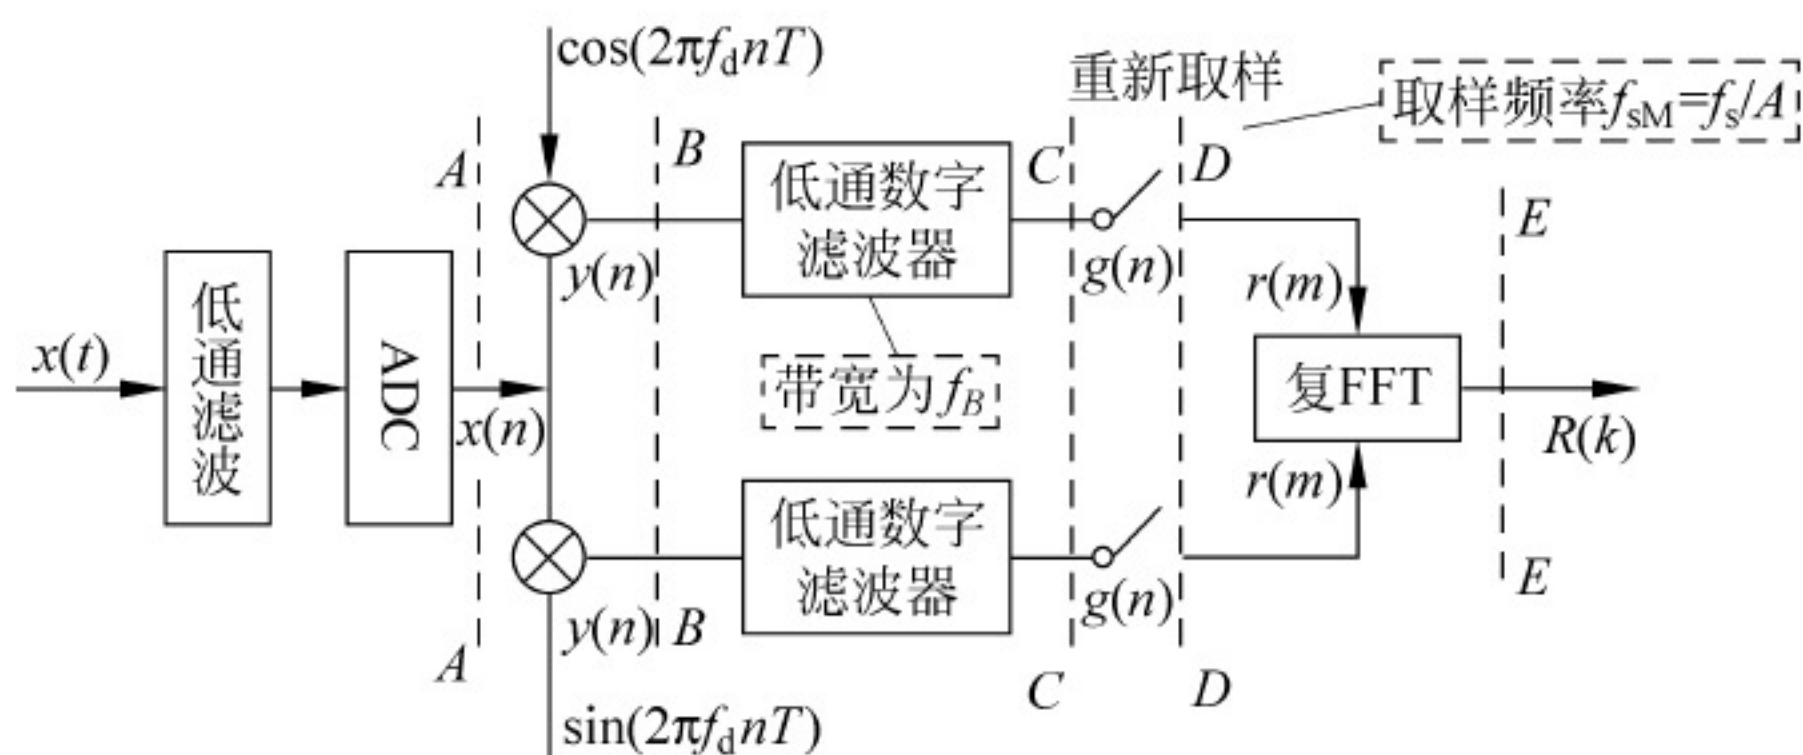 cos(2πf_d nT)
重新取样
取样频率f_sM=f_s/A
A
B
C
D
E
低通数字
滤波器
y(n)
g(n)
r(m)
x(t)
低
通
滤
波
ADC
x(n)
带宽为f_B
复FFT
R(k)
低通数字
滤波器
y(n)
g(n)
r(m)
A
B
C
D
E
sin(2πf_d nT)